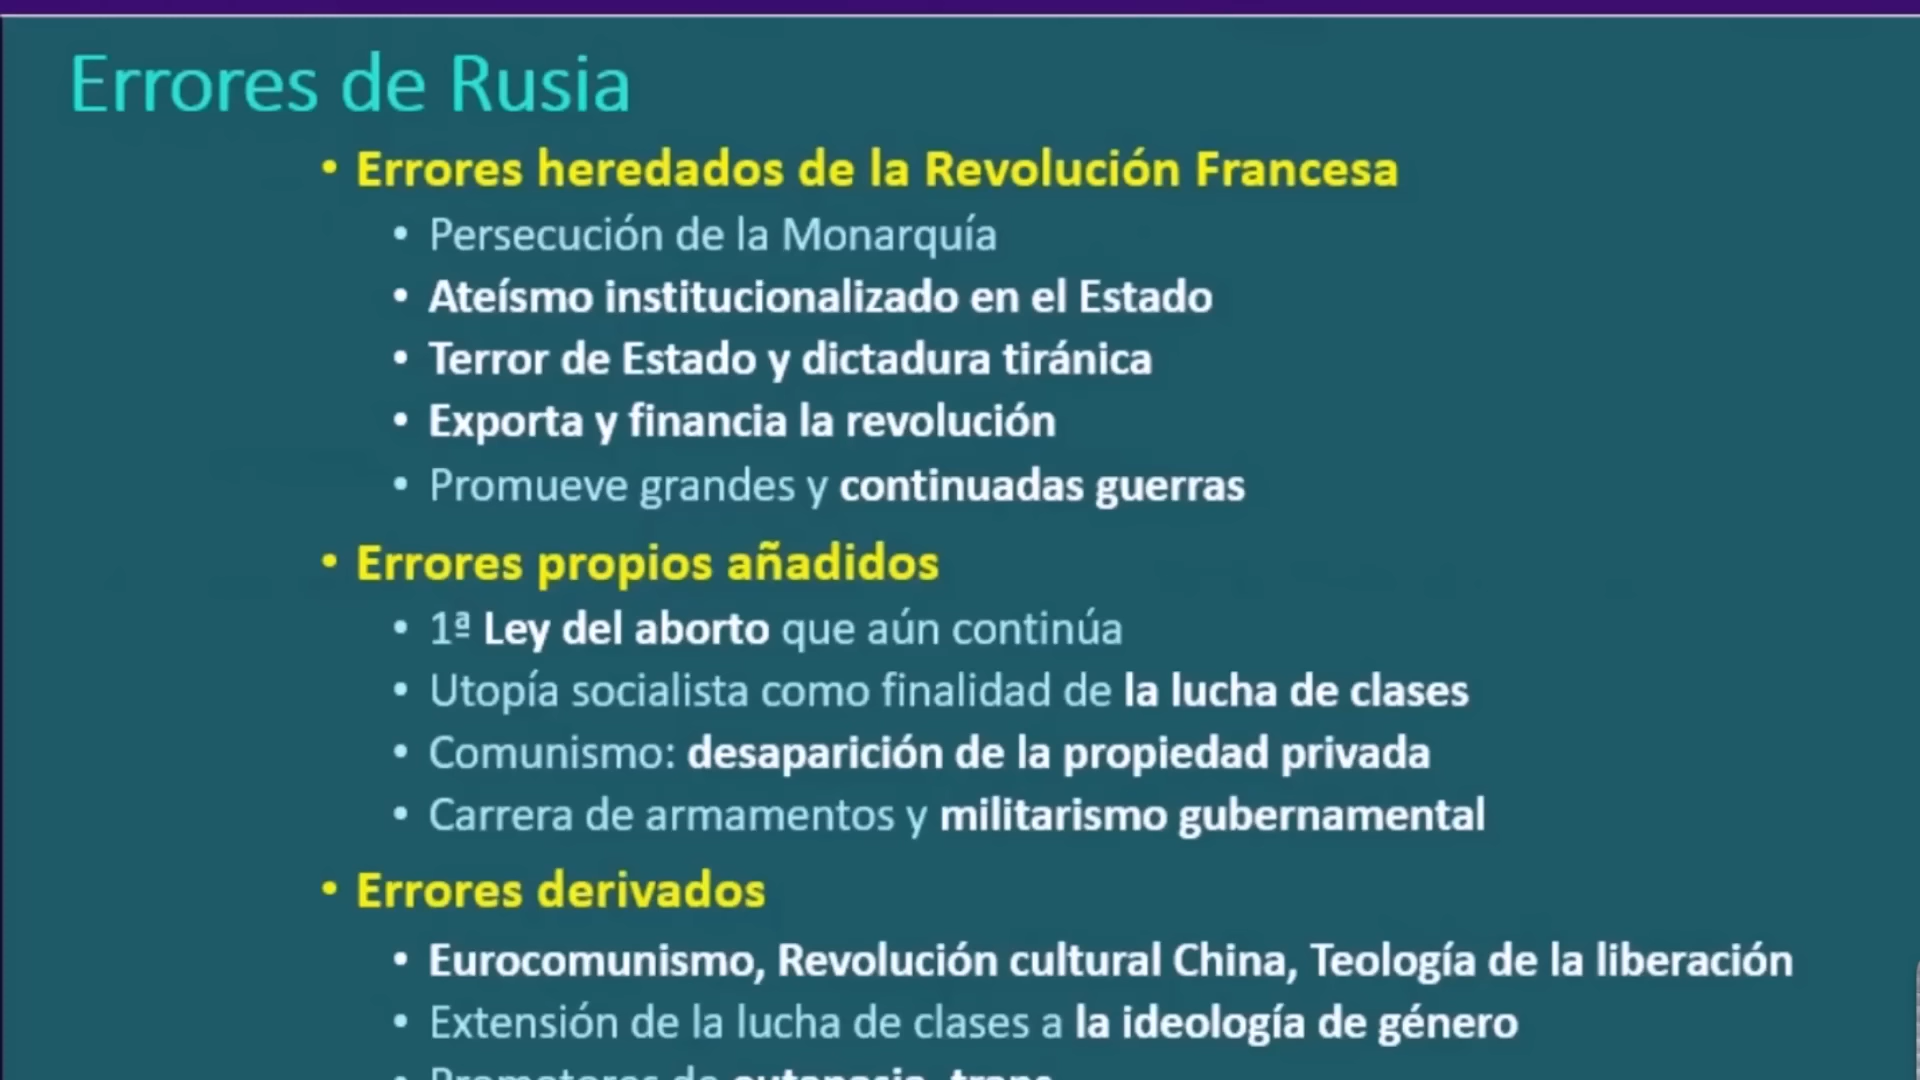 Errores de Rusia
• Errores heredados de la Revolución Francesa
• Persecución de la Monarquía
• Ateísmo institucionalizado en el Estado
• Terror de Estado y dictadura tiránica
• Exporta y financia la revolución
• Promueve grandes y continuadas guerras
• Errores propios añadidos
• 1ª Ley del aborto que aún continúa
• Utopía socialista como finalidad de la lucha de clases
• Comunismo: desaparición de la propiedad privada
• Carrera de armamentos y militarismo gubernamental
• Errores derivados
• Eurocomunismo, Revolución cultural China, Teología de la liberación
• Extensión de la lucha de clases a la ideología de género
• Promotores de eutanasia, trans